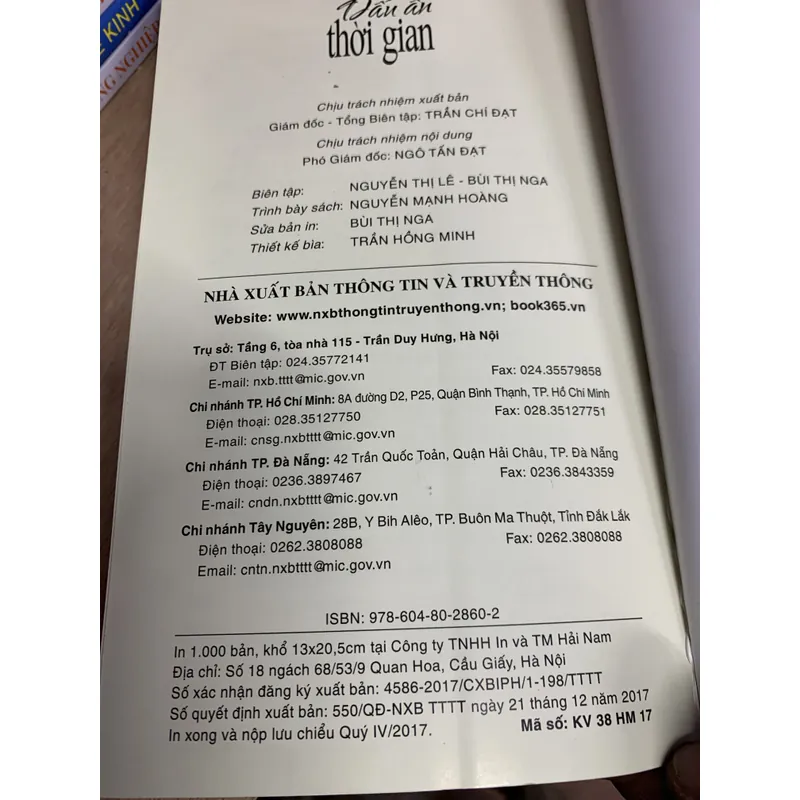 Dấu ấn
thời gian
Chịu trách nhiệm xuất bản
Giám đốc - Tổng Biên tập: TRẦN CHÍ ĐẠT
Chịu trách nhiệm nội dung
Phó Giám đốc: NGÔ TẤN ĐẠT
Biên tập: NGUYỄN THỊ LÊ - BÙI THỊ NGA
Trình bày sách: NGUYỄN MẠNH HOÀNG
Sửa bản in: BÙI THỊ NGA
Thiết kế bìa: TRẦN HỒNG MINH
NHÀ XUẤT BẢN THÔNG TIN VÀ TRUYỀN THÔNG
Website: www.nxbthongtintruyenthong.vn; book365.vn
Trụ sở: Tầng 6, tòa nhà 115 - Trần Duy Hưng, Hà Nội
ĐT Biên tập: 024.35772141
E-mail: nxb.tttt@mic.gov.vn Fax: 024.35579858
Chi nhánh TP. Hồ Chí Minh: 8A đường D2, P25, Quận Bình Thạnh, TP. Hồ Chí Minh
Điện thoại: 028.35127750 Fax: 028.35127751
E-mail: cnsg.nxbtttt@mic.gov.vn
Chi nhánh TP. Đà Nẵng: 42 Trần Quốc Toản, Quận Hải Châu, TP. Đà Nẵng
Điện thoại: 0236.3897467 Fax: 0236.3843359
E-mail: cndn.nxbtttt@mic.gov.vn
Chi nhánh Tây Nguyên: 28B, Y Bih Alêo, TP. Buôn Ma Thuột, Tỉnh Đắk Lắk
Điện thoại: 0262.3808088 Fax: 0262.3808088
Email: cntn.nxbtttt@mic.gov.vn
ISBN: 978-604-80-2860-2
In 1.000 bản, khổ 13x20,5cm tại Công ty TNHH In và TM Hải Nam
Địa chỉ: Số 18 ngách 68/53/9 Quan Hoa, Cầu Giấy, Hà Nội
Số xác nhận đăng ký xuất bản: 4586-2017/CXBIPH/1-198/TTTT
Số quyết định xuất bản: 550/QĐ-NXB TTTT ngày 21 tháng 12 năm 2017
In xong và nộp lưu chiểu Quý IV/2017. Mã số: KV 38 HM 17
KINH
NGHIỆP